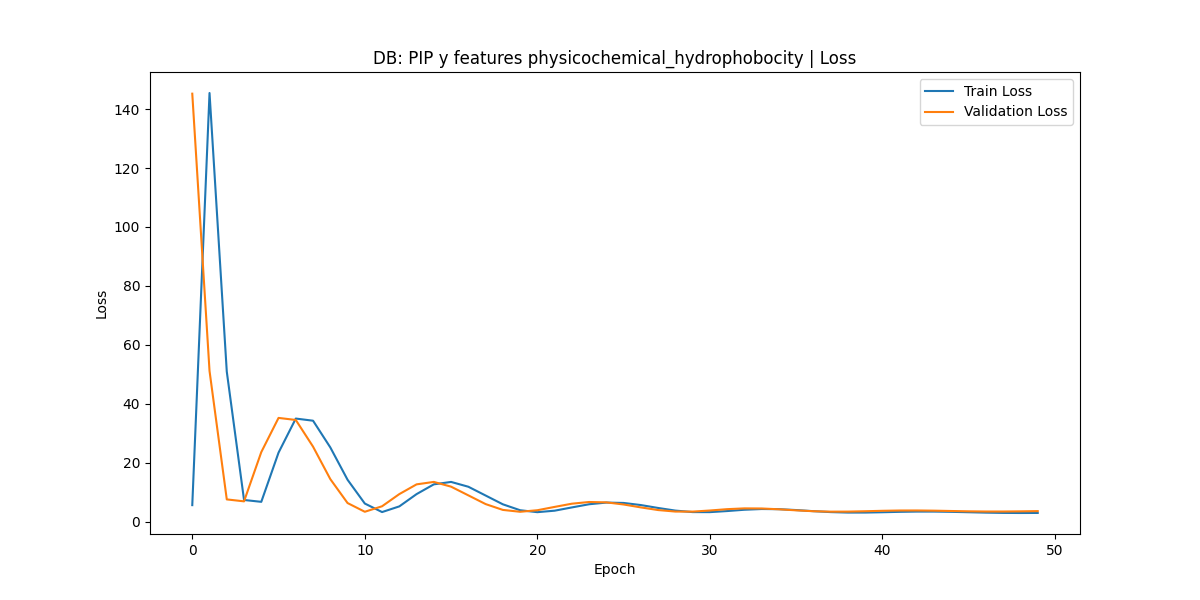 DB: PIP y features physicochemical_hydrophobocity | Loss
Train Loss
Validation Loss
140
120
100
80
60
40
20
0
Loss
0 10 20 30 40 50
Epoch